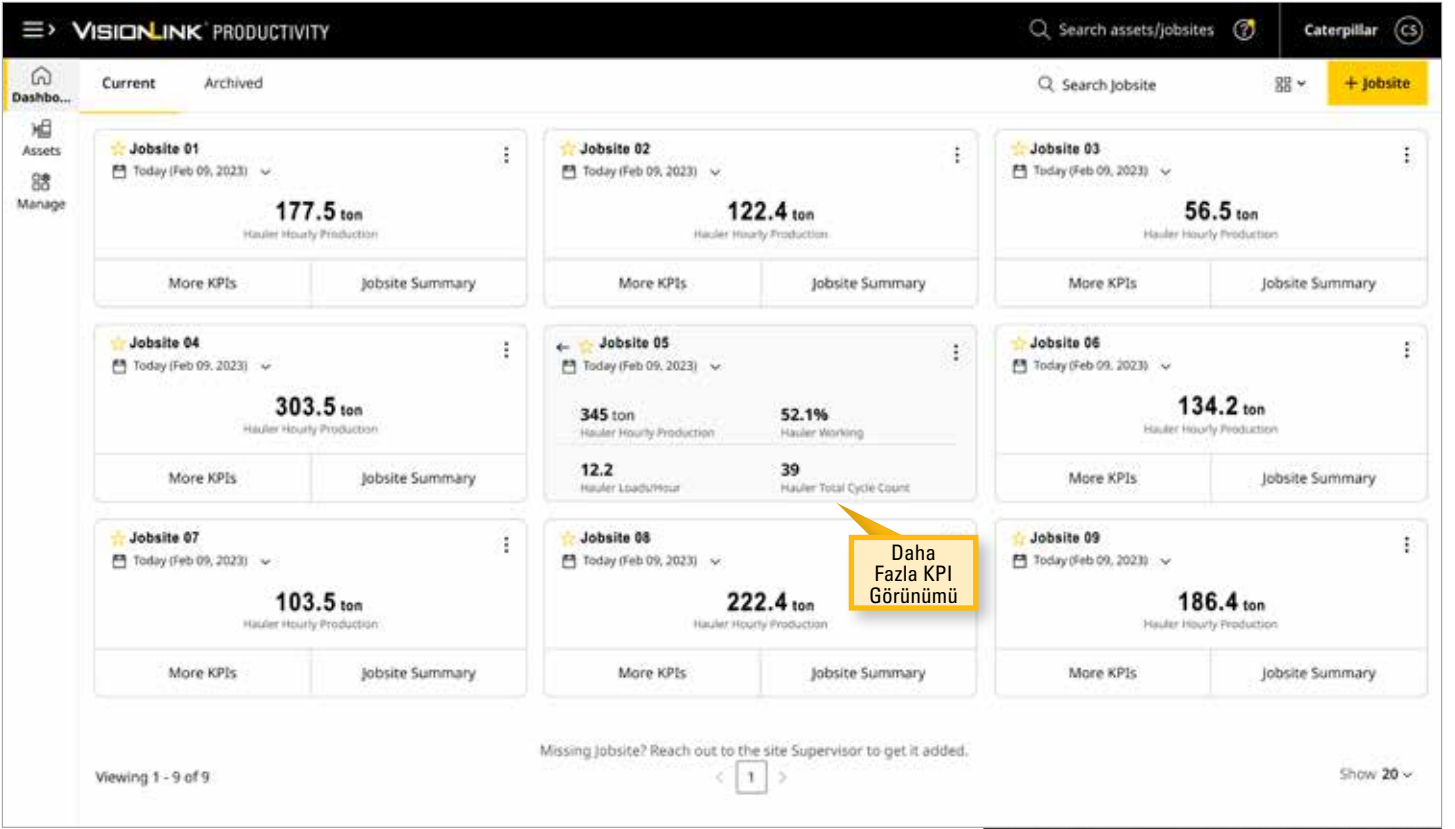 VISIONLINK PRODUCTIVITY
Search assets/jobsites
Caterpillar CS
Dashbo...
Assets
Manage
Current Archived
Search Jobsite
+ Jobsite
Jobsite 01
Today (Feb 09, 2023)
177.5 ton
Hauler Hourly Production
More KPIs Jobsite Summary
Jobsite 02
Today (Feb 09, 2023)
122.4 ton
Hauler Hourly Production
More KPIs Jobsite Summary
Jobsite 03
Today (Feb 09, 2023)
56.5 ton
Hauler Hourly Production
More KPIs Jobsite Summary
Jobsite 04
Today (Feb 09, 2023)
303.5 ton
Hauler Hourly Production
More KPIs Jobsite Summary
Jobsite 05
Today (Feb 09, 2023)
345 ton
Hauler Hourly Production
52.1%
Hauler Working
12.2
Hauler Loads/Hour
39
Hauler Total Cycle Count
Jobsite 06
Today (Feb 09, 2023)
134.2 ton
Hauler Hourly Production
More KPIs Jobsite Summary
Jobsite 07
Today (Feb 09, 2023)
103.5 ton
Hauler Hourly Production
More KPIs Jobsite Summary
Jobsite 08
Today (Feb 09, 2023)
222.4 ton
Hauler Hourly Production
More KPIs Jobsite Summary
Daha
Fazla KPI
Görünümü
Jobsite 09
Today (Feb 09, 2023)
186.4 ton
Hauler Hourly Production
More KPIs Jobsite Summary
Missing Jobsite? Reach out to the site Supervisor to get it added.
Viewing 1 - 9 of 9
< 1 >
Show 20